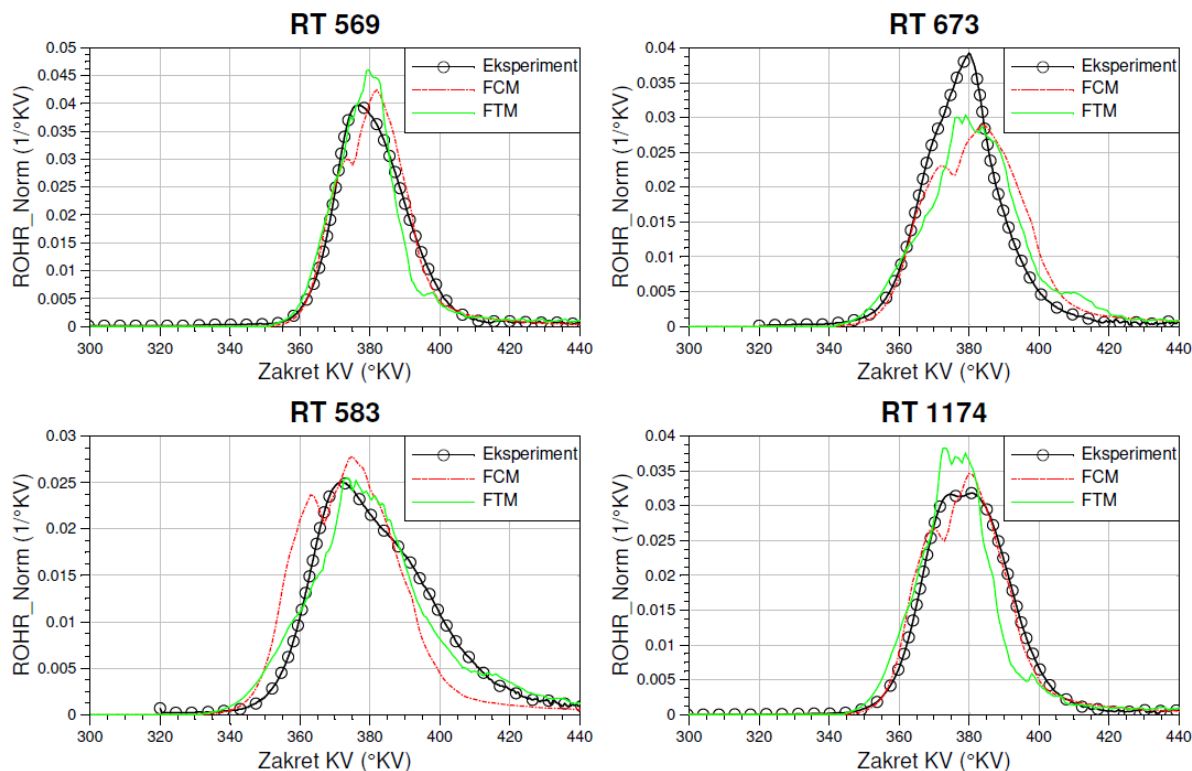 RT 569
ROHR_Norm (1/°KV)
0.05
0.045
0.04
0.035
0.03
0.025
0.02
0.015
0.01
0.005
0
Eksperiment
FCM
FTM
300 320 340 360 380 400 420 440
Zakret KV (°KV)
RT 673
ROHR_Norm (1/°KV)
0.04
0.035
0.03
0.025
0.02
0.015
0.01
0.005
0
Eksperiment
FCM
FTM
300 320 340 360 380 400 420 440
Zakret KV (°KV)
RT 583
ROHR_Norm (1/°KV)
0.03
0.025
0.02
0.015
0.01
0.005
0
Eksperiment
FCM
FTM
300 320 340 360 380 400 420 440
Zakret KV (°KV)
RT 1174
ROHR_Norm (1/°KV)
0.04
0.035
0.03
0.025
0.02
0.015
0.01
0.005
0
Eksperiment
FCM
FTM
300 320 340 360 380 400 420 440
Zakret KV (°KV)